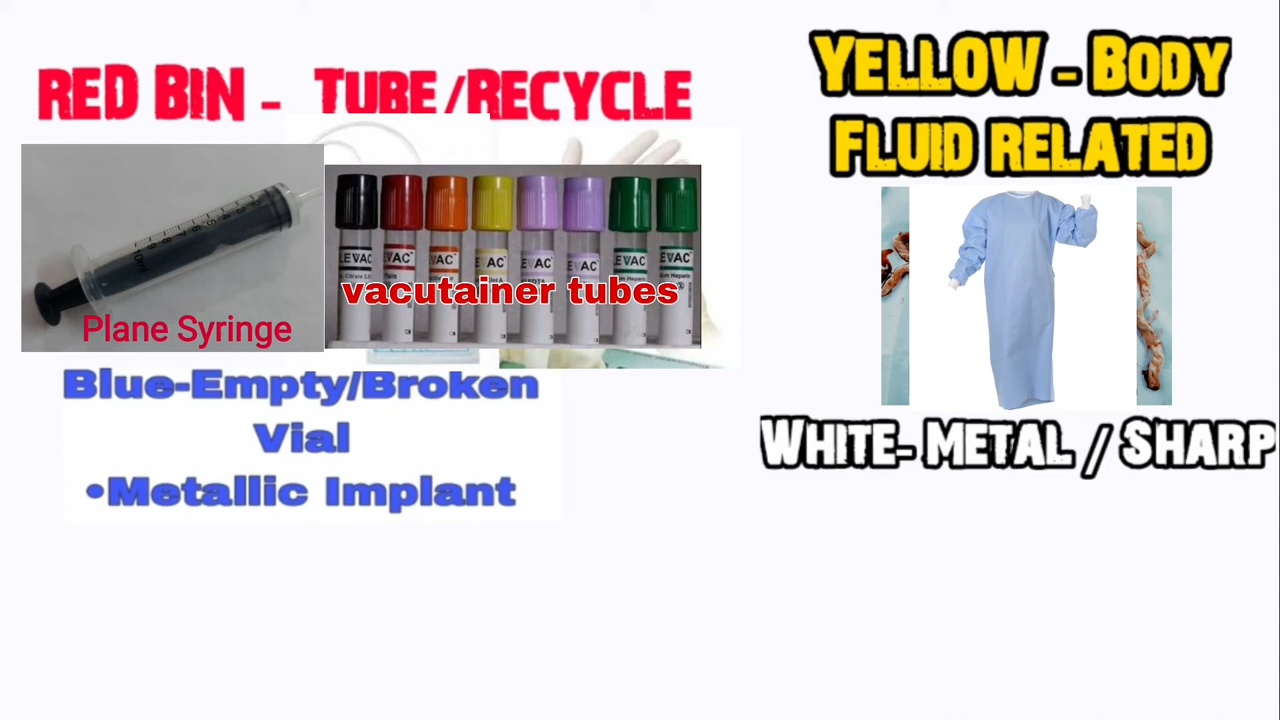 RED BIN - TUBE/RECYCLE
Plane Syringe
vacutainer tubes
Blue-Empty/Broken
Vial
•Metallic Implant
YELLOW - BODY
FLUID RELATED
WHITE- METAL / SHARP